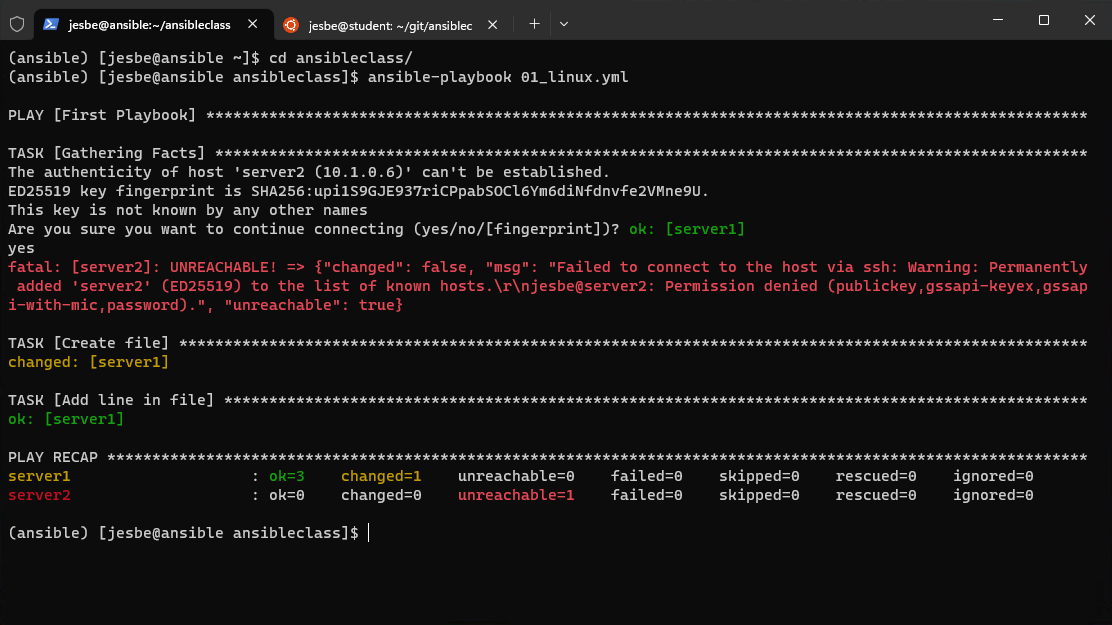 jesbe@ansible:~/ansibleclass
jesbe@student: ~/git/ansiblec
(ansible) [jesbe@ansible ~]$ cd ansibleclass/
(ansible) [jesbe@ansible ansibleclass]$ ansible-playbook 01_linux.yml
PLAY [First Playbook] **************************************************************************************************
TASK [Gathering Facts] *************************************************************************************************
The authenticity of host 'server2 (10.1.0.6)' can't be established.
ED25519 key fingerprint is SHA256:upi1S9GJE937riCPpabSOCl6Ym6diNfdnvfe2VMne9U.
This key is not known by any other names
Are you sure you want to continue connecting (yes/no/[fingerprint])? ok: [server1]
yes
fatal: [server2]: UNREACHABLE! => {"changed": false, "msg": "Failed to connect to the host via ssh: Warning: Permanently
 added 'server2' (ED25519) to the list of known hosts.\r\njesbe@server2: Permission denied (publickey,gssapi-keyex,gssap
i-with-mic,password).", "unreachable": true}
TASK [Create file] *****************************************************************************************************
changed: [server1]
TASK [Add line in file] ************************************************************************************************
ok: [server1]
PLAY RECAP *************************************************************************************************************
server1                    : ok=3    changed=1    unreachable=0    failed=0    skipped=0    rescued=0    ignored=0
server2                    : ok=0    changed=0    unreachable=1    failed=0    skipped=0    rescued=0    ignored=0
(ansible) [jesbe@ansible ansibleclass]$